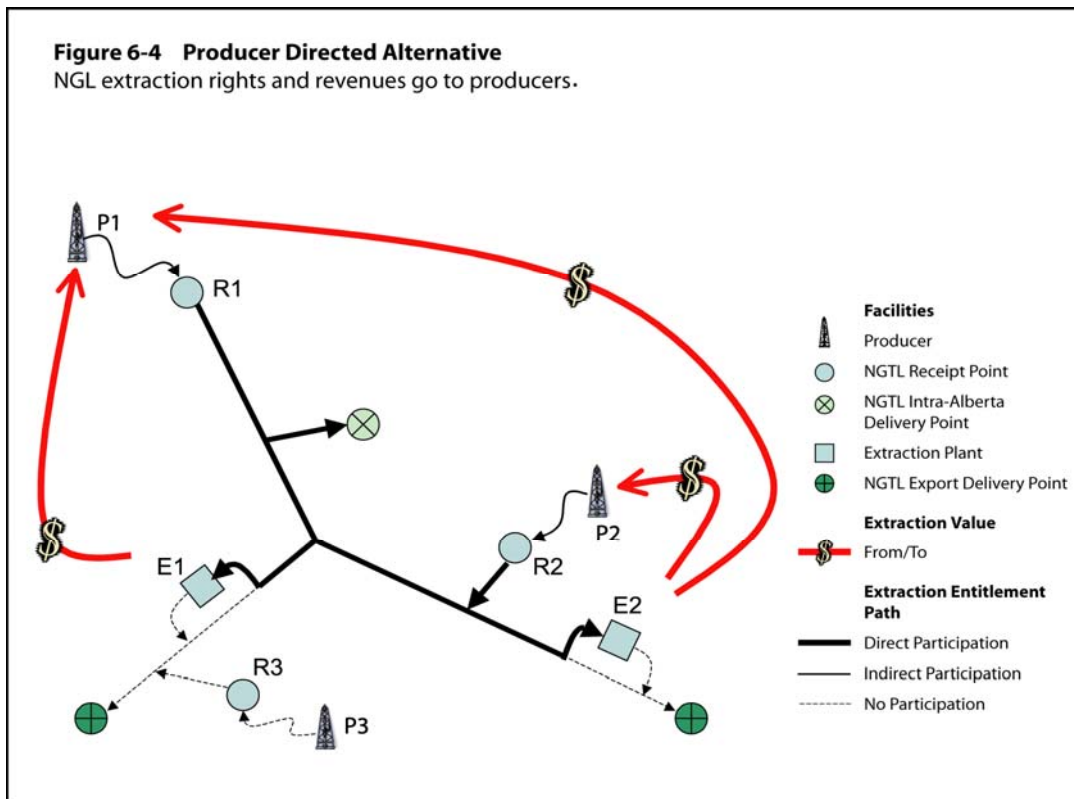 Figure 6-4 Producer Directed Alternative
NGL extraction rights and revenues go to producers.
P1
R1
$
$
$
P2
R2
E1
E2
R3
P3
Facilities
Producer
NGTL Receipt Point
NGTL Intra-Alberta
Delivery Point
Extraction Plant
NGTL Export Delivery Point
Extraction Value
$ From/To
Extraction Entitlement
Path
Direct Participation
Indirect Participation
No Participation